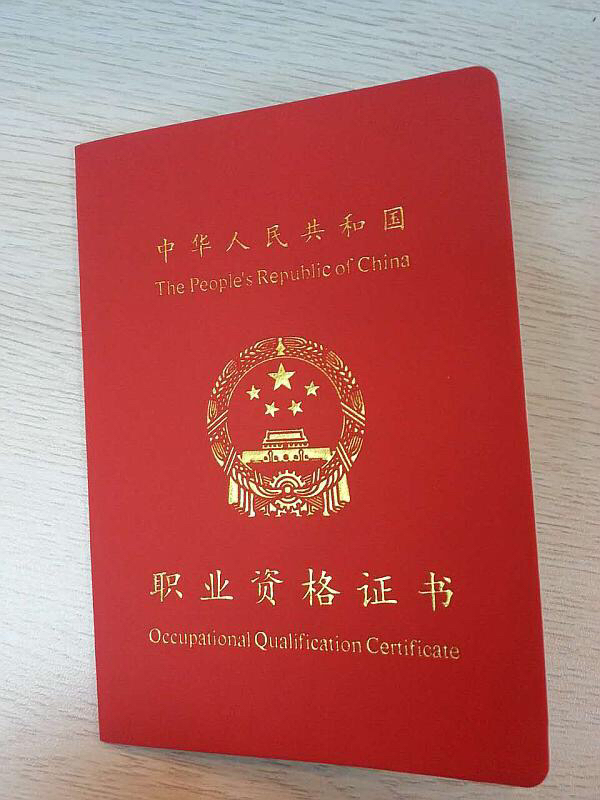 中华人民共和国
The People's Republic of China
职业资格证书
Occupational Qualification Certificate